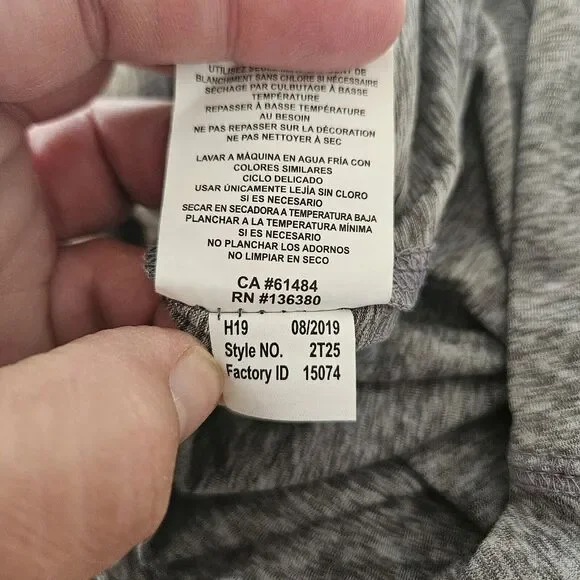 BLANCHIMENT SANS CHLORE SI NÉCESSAIRE
SÉCHAGE PAR CULBUTAGE À BASSE
TEMPÉRATURE
REPASSER À BASSE TEMPÉRATURE
AU BESOIN
NE PAS REPASSER SUR LA DÉCORATION
NE PAS NETTOYER À SEC
LAVAR A MÁQUINA EN AGUA FRÍA CON
COLORES SIMILARES
CICLO DELICADO
USAR ÚNICAMENTE LEJÍA SIN CLORO
SI ES NECESARIO
SECAR EN SECADORA A TEMPERATURA BAJA
PLANCHAR A LA TEMPERATURA MÍNIMA
SI ES NECESARIO
NO PLANCHAR LOS ADORNOS
NO LIMPIAR EN SECO
CA #61484
RN #136380
H19 08/2019
Style NO. 2T25
Factory ID 15074